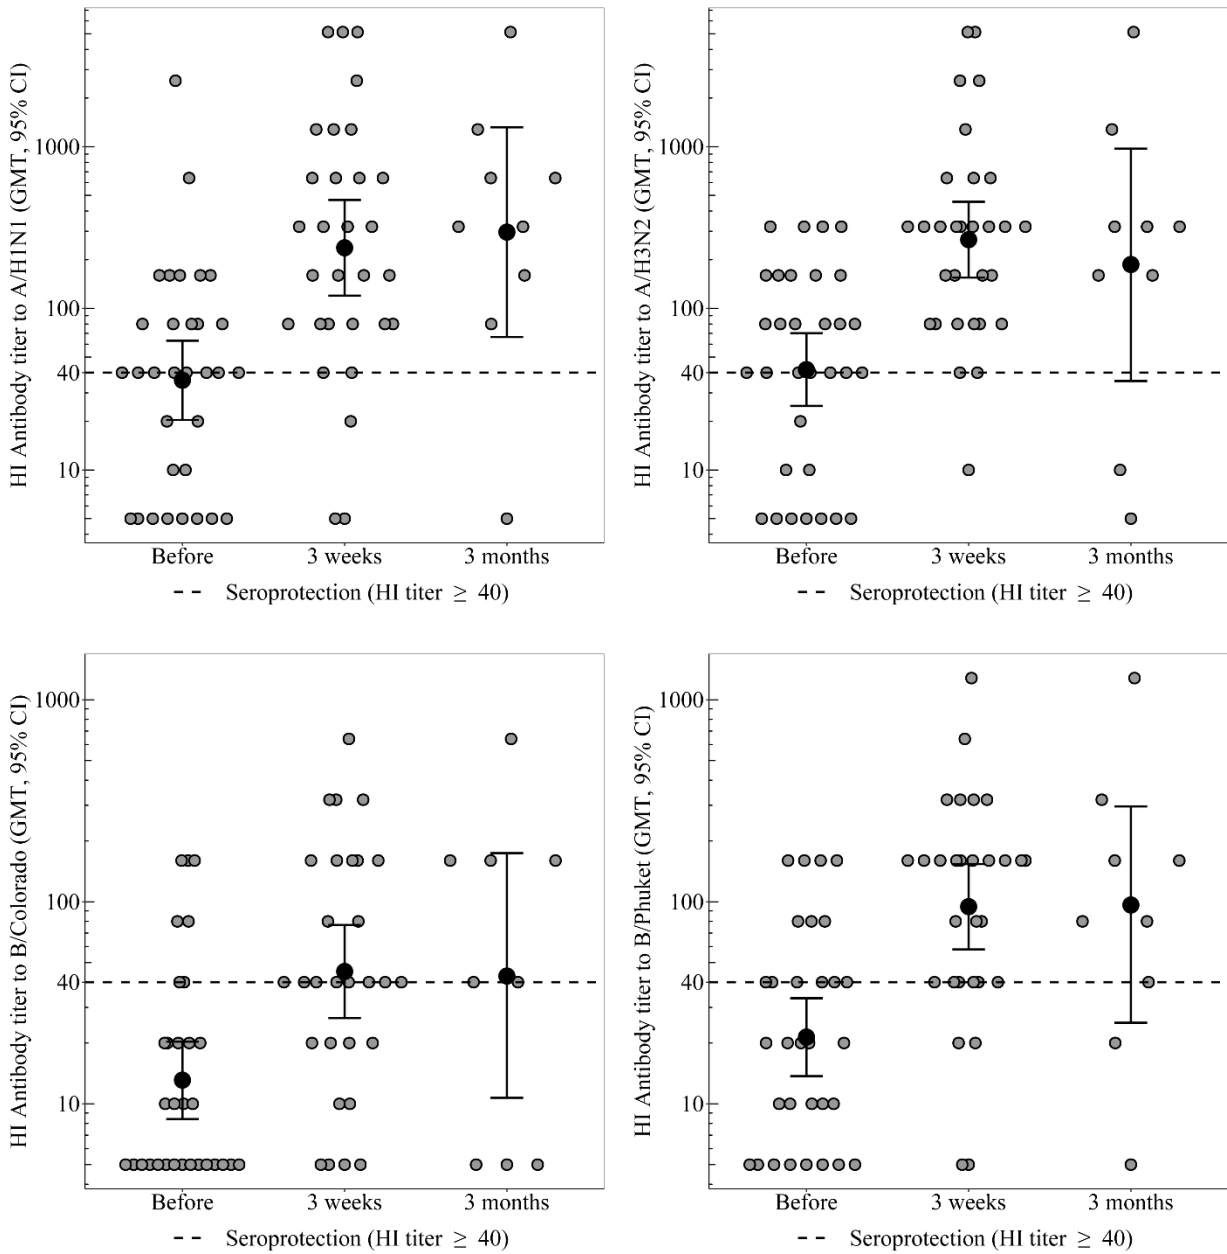 HI Antibody titer to A/H1N1 (GMT, 95% CI)
1000
100
40
10
Before 3 weeks 3 months
Seroprotection (HI titer ≥ 40)
HI Antibody titer to A/H3N2 (GMT, 95% CI)
1000
100
40
10
Before 3 weeks 3 months
Seroprotection (HI titer ≥ 40)
HI Antibody titer to B/Colorado (GMT, 95% CI)
1000
100
40
10
Before 3 weeks 3 months
Seroprotection (HI titer ≥ 40)
HI Antibody titer to B/Phuket (GMT, 95% CI)
1000
100
40
10
Before 3 weeks 3 months
Seroprotection (HI titer ≥ 40)